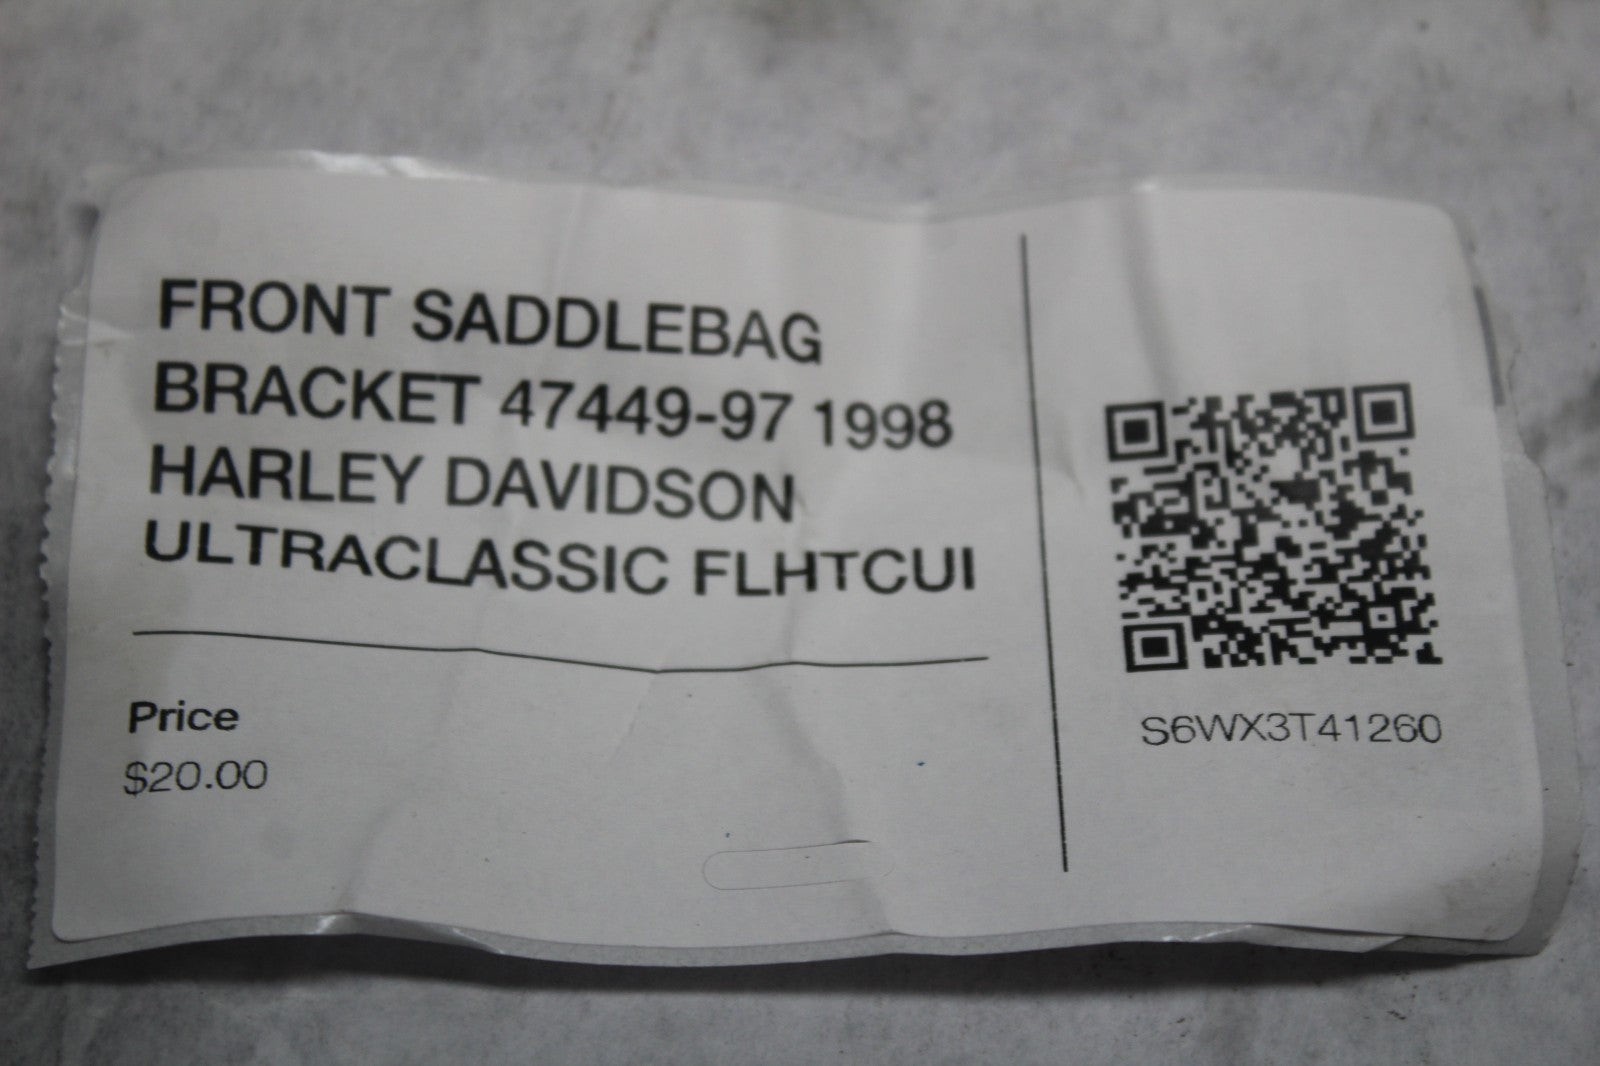 FRONT SADDLEBAG
BRACKET 47449-97 1998
HARLEY DAVIDSON
ULTRACLASSIC FLHTCUI
Price
$20.00
S6WX3T41260